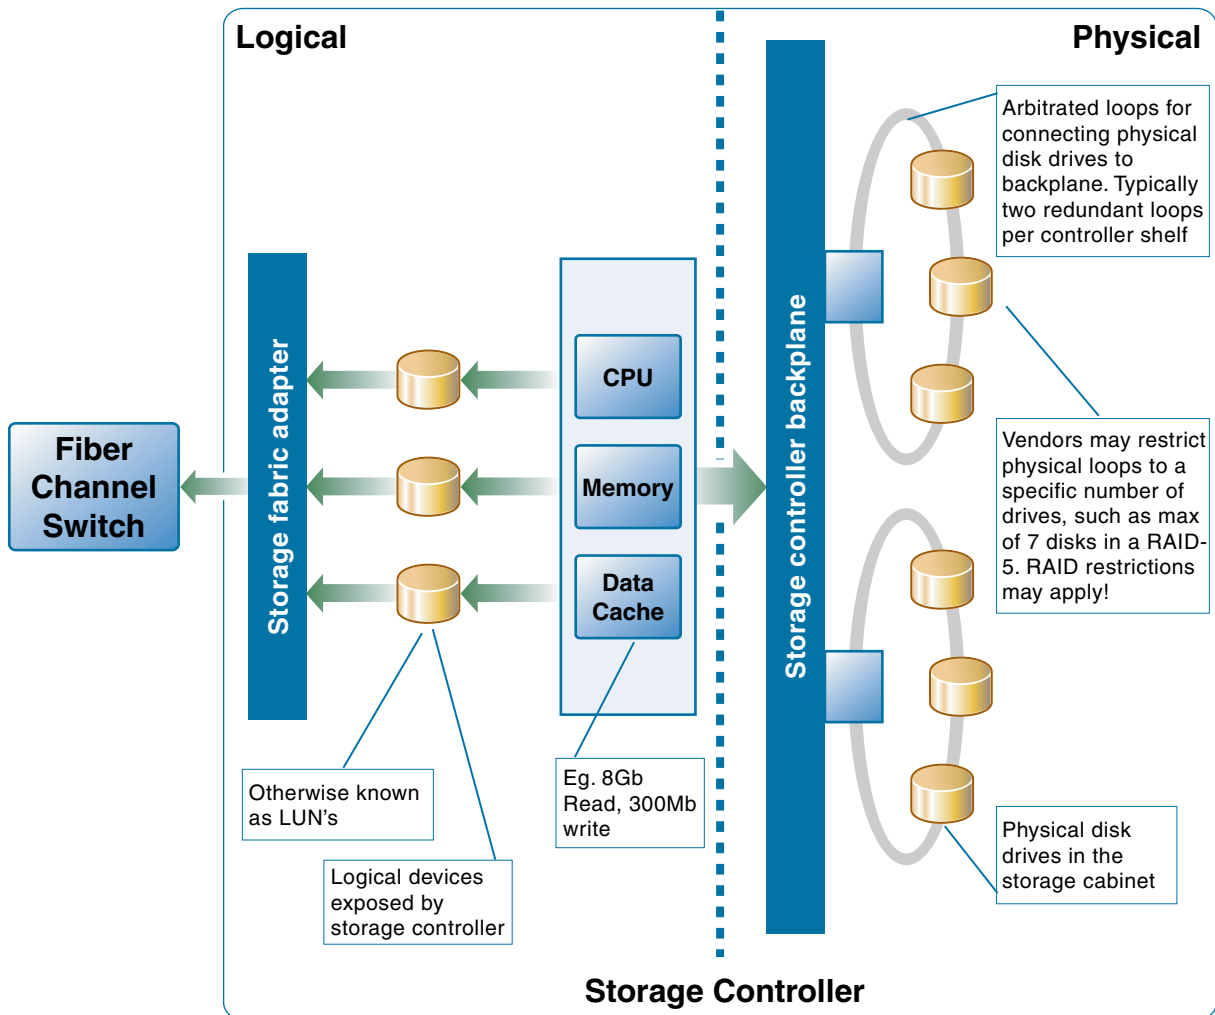 Logical
Physical
Arbitrated loops for
connecting physical
disk drives to
backplane. Typically
two redundant loops
per controller shelf
Storage fabric adapter
CPU
Storage controller backplane
Fiber
Channel
Switch
Memory
Vendors may restrict
physical loops to a
specific number of
drives, such as max
of 7 disks in a RAID-
5. RAID restrictions
may apply!
Data
Cache
Otherwise known
as LUN's
Eg. 8Gb
Read, 300Mb
write
Logical devices
exposed by
storage controller
Physical disk
drives in the
storage cabinet
Storage Controller